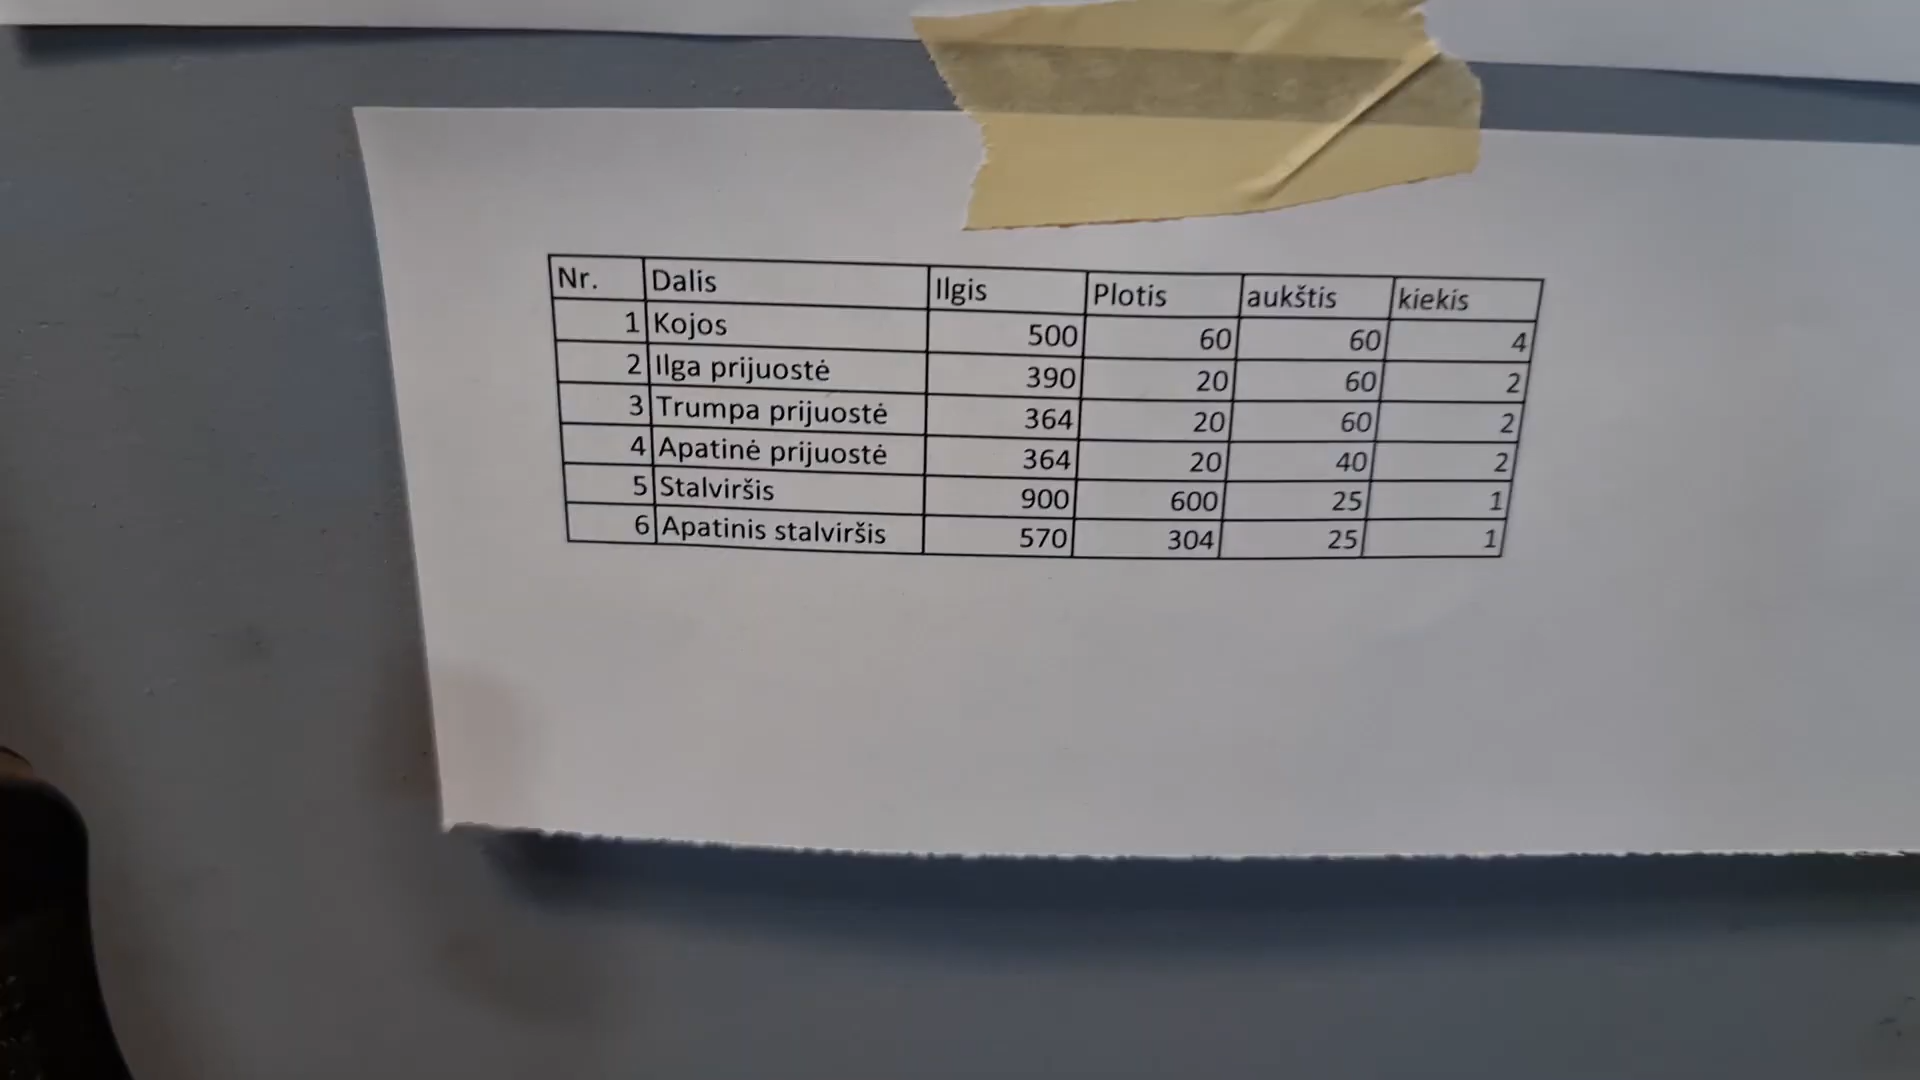 Nr. Dalis Ilgis Plotis aukštis kiekis
1 Kojos 500 60 60 4
2 Ilga prijuostė 390 20 60 2
3 Trumpa prijuostė 364 20 60 2
4 Apatinė prijuostė 364 20 40 2
5 Stalviršis 900 600 25 1
6 Apatinis stalviršis 570 304 25 1